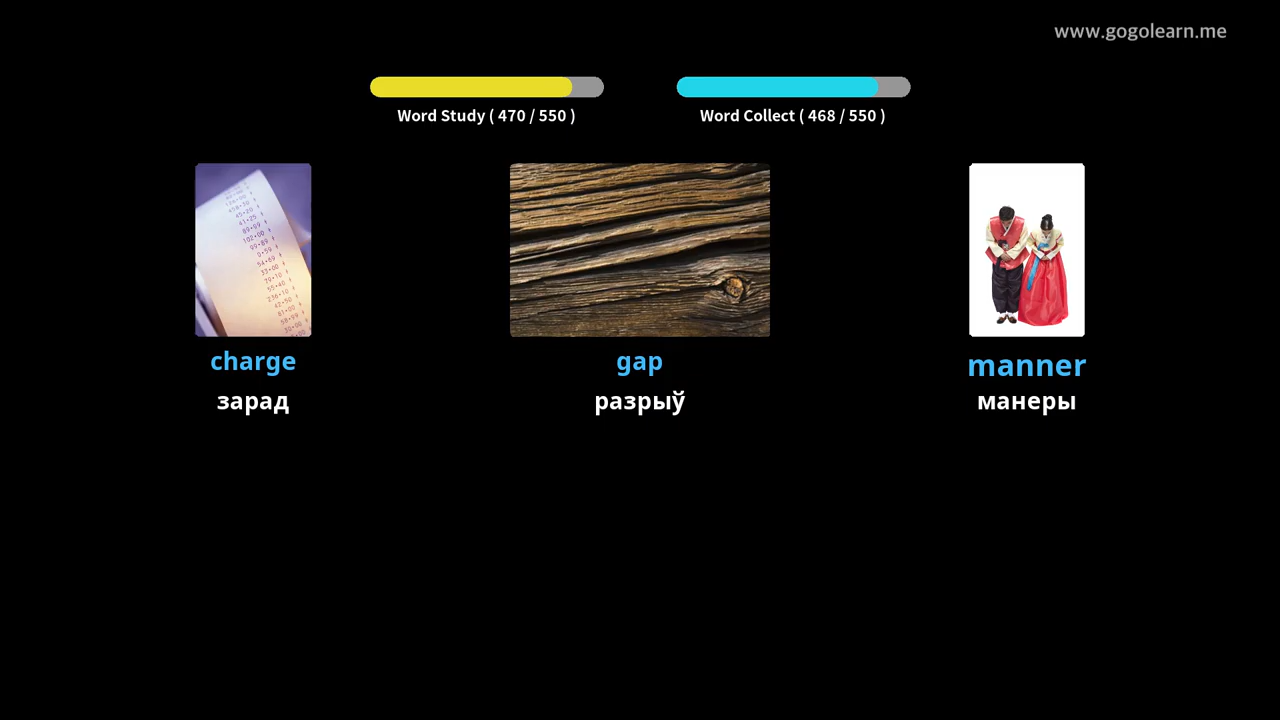 www.gogolearn.me
Word Study ( 470 / 550 )
Word Collect ( 468 / 550 )
charge
gap
manner
зарад
разрыў
манеры